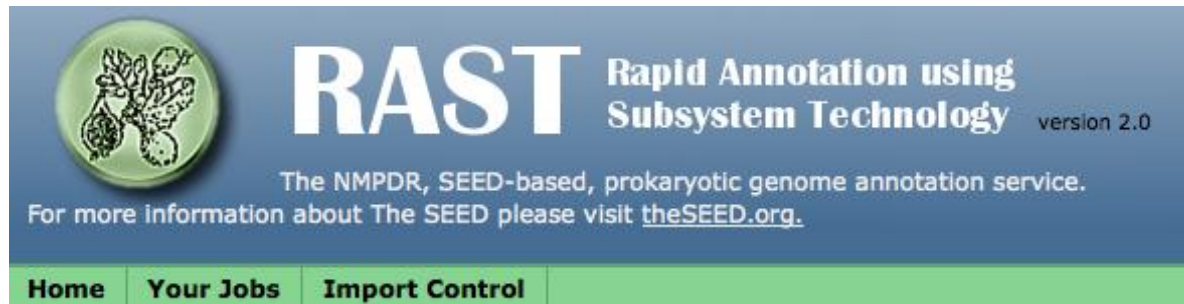 RAST
Rapid Annotation using
Subsystem Technology version 2.0
The NMPDR, SEED-based, prokaryotic genome annotation service.
For more information about The SEED please visit theSEED.org.
Home Your Jobs Import Control